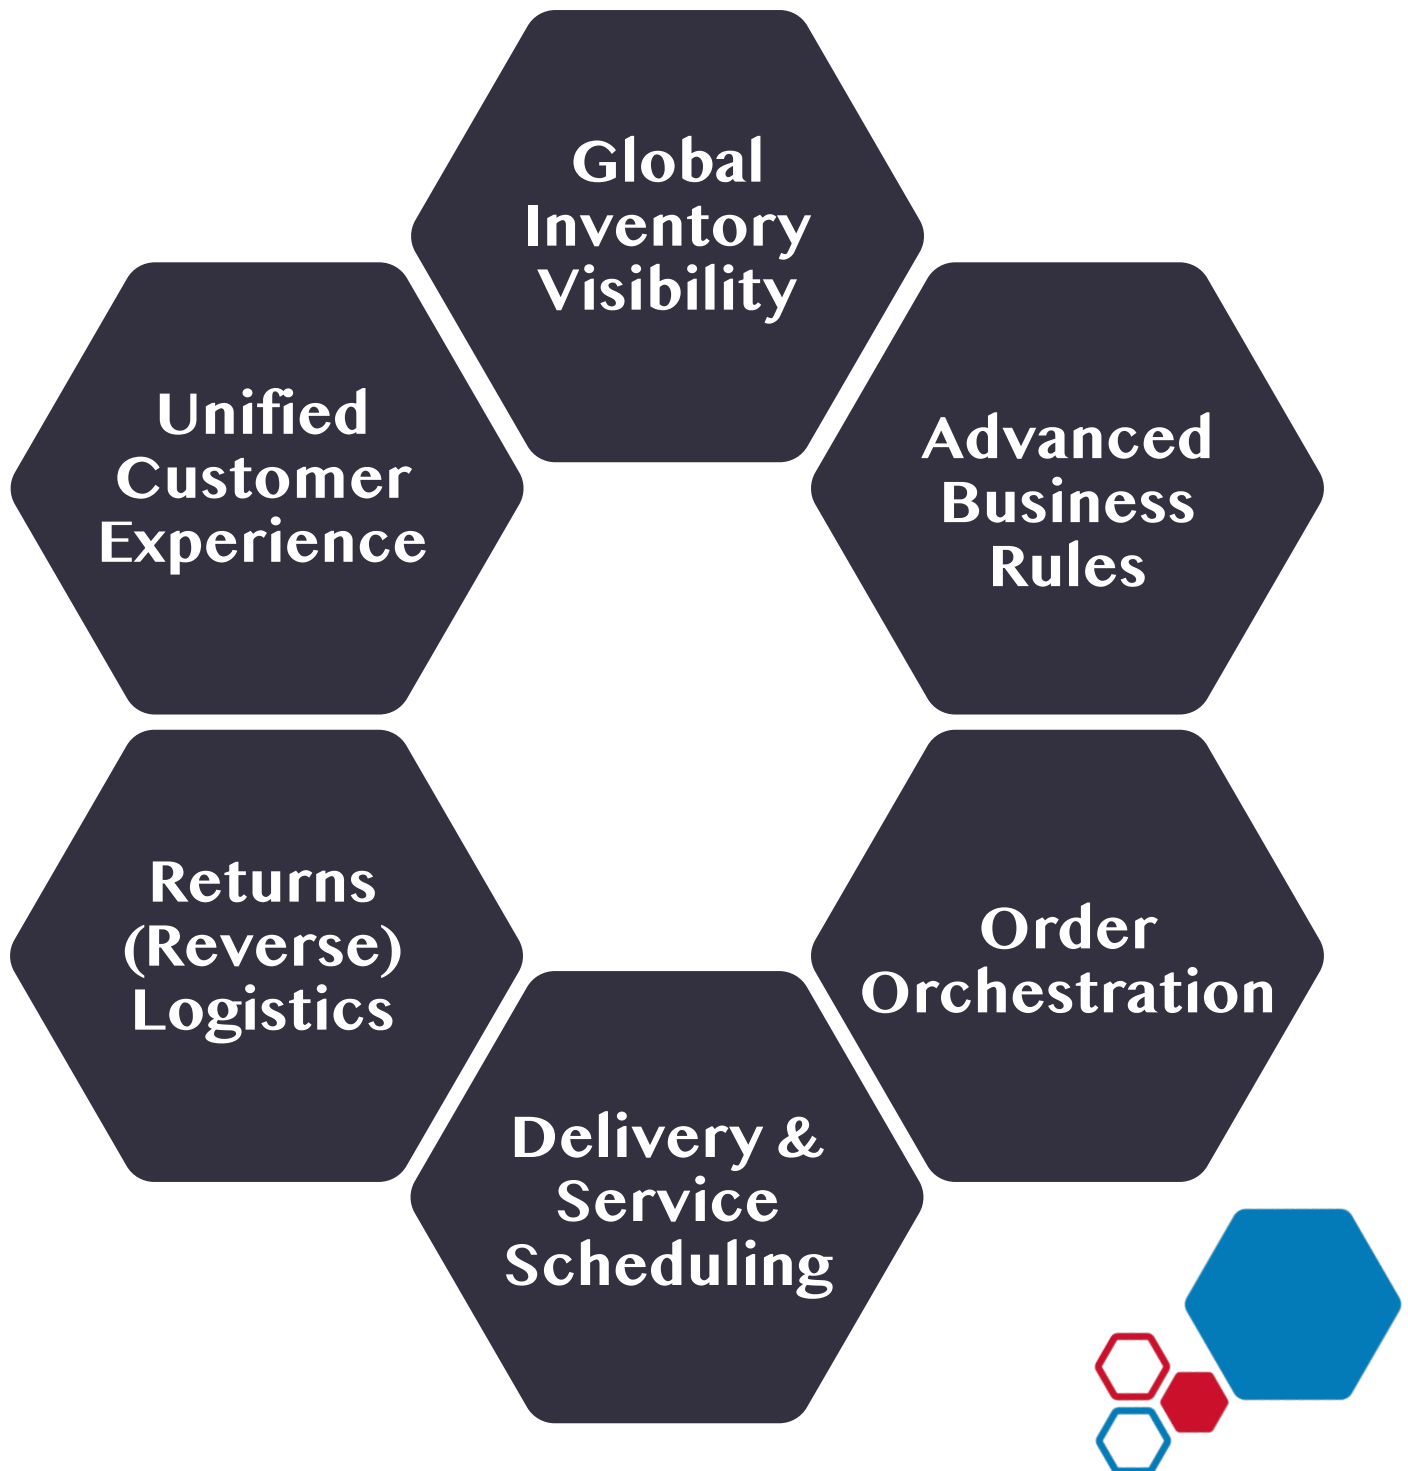 Global
Inventory
Visibility
Advanced
Business
Rules
Order
Orchestration
Delivery &
Service
Scheduling
Returns
(Reverse)
Logistics
Unified
Customer
Experience